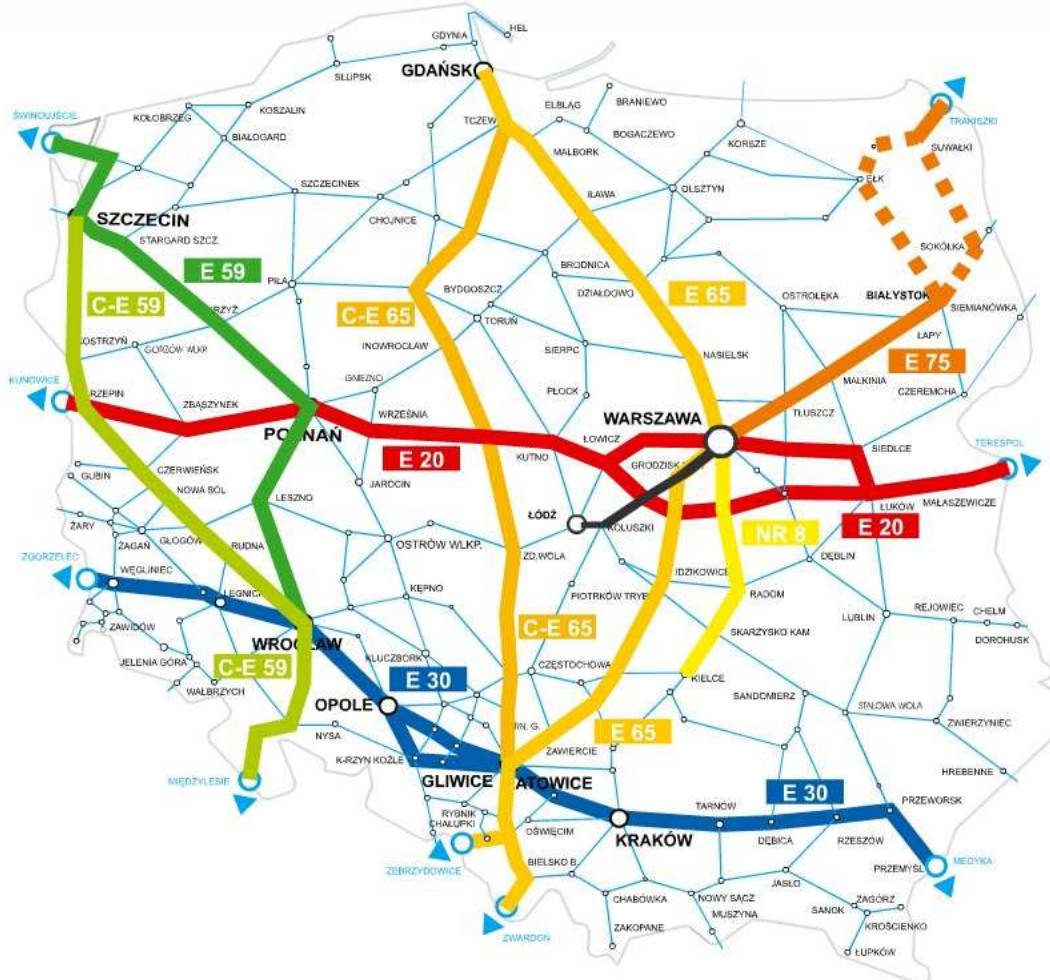 HEL
GDYNIA
SŁUPSK
GDAŃSK
KOSZALIN
KOŁOBRZEG
BIAŁOGARD
ŚWINOUJŚCIE
TCZEW
ELBLĄG
BRANIEWO
BOGACZEWO
MALBORK
KORSZE
TRAKISZKI
SUWAŁKI
EŁK
SZCZECINEK
CHOJNICE
IŁAWA
OLSZTYN
SZCZECIN
STARGARD SZCZ.
SOKÓŁKA
E 59
PIŁA
BYDGOSZCZ
BRODNICA
DZIAŁDOWO
E 65
OSTROŁĘKA
BIAŁYSTOK
SIEMIANÓWKA
C-E 59
C-E 65
TORUŃ
ŁAPY
KOSTRZYN
GORZÓW WLKP.
INOWROCŁAW
SIERPC
NASIELSK
E 75
KUNOWICE
RZEPIN
ZBĄSZYNEK
GNIEZNO
PŁOCK
MAŁKINIA
CZEREMCHA
POZNAŃ
WRZEŚNIA
WARSZAWA
TŁUSZCZ
KUTNO
ŁOWICZ
SIEDLCE
TERESPOL
E 20
GRODZISK
CZERWIEŃSK
GUBIN
NOWA SÓL
LESZNO
JAROCIN
ŁUKÓW
MAŁASZEWICZE
ŁÓDŹ
KOLUSZKI
NR 8
E 20
ŻARY
ŻAGAŃ
GŁOGÓW
RUDNA
OSTRÓW WLKP.
ZD.WOLA
DĘBLIN
ZGORZELEC
WĘGLINIEC
IDZIKOWICE
LEGNICA
KĘPNO
PIOTRKÓW TRYB
RADOM
ZAWIDÓW
LUBLIN
REJOWIEC
CHEŁM
DOROHUSK
C-E 65
SKARŻYSKO KAM
WROCŁAW
JELENIA GÓRA
KLUCZBORK
CZĘSTOCHOWA
C-E 59
E 30
KIELCE
WAŁBRZYCH
SANDOMIERZ
OPOLE
STALOWA WOLA
ZWIERZYNIEC
NYSA
RN. G.
E 65
ZAWIERCIE
K-RZYN KOŹLE
HREBENNE
MIĘDZYLESIE
GLIWICE
ATOWICE
E 30
PRZEWORSK
RYBNIK
CHAŁUPKI
OŚWIĘCIM
KRAKÓW
TARNÓW
DĘBICA
RZESZÓW
ZEBRZYDOWICE
BIELSKO B.
PRZEMYŚL
MEDYKA
JASŁO
CHABÓWKA
NOWY SĄCZ
MUSZYNA
ZAGÓRZ
SANOK
KROŚCIENKO
ZWARDOŃ
ZAKOPANE
ŁUPKÓW